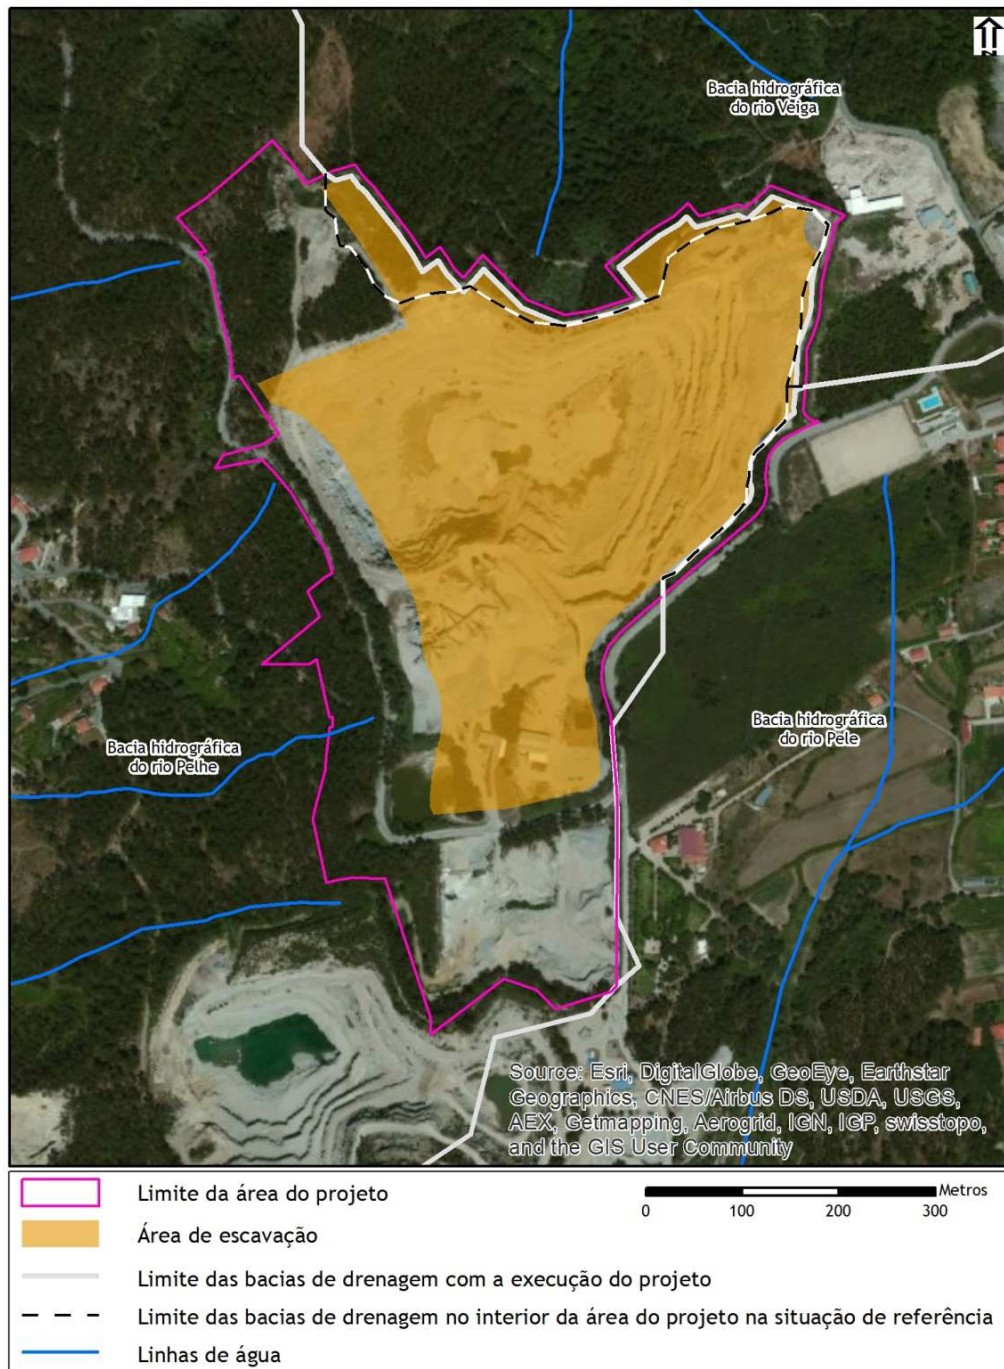 N
Bacia hidrográfica
do rio Veiga
Bacia hidrográfica
do rio Pele
Bacia hidrográfica
do rio Pelhe
Source: Esri, DigitalGlobe, GeoEye, Earthstar
Geographics, CNES/Airbus DS, USDA, USGS,
AEX, Getmapping, Aerogrid, IGN, IGP, swisstopo,
and the GIS User Community
Limite da área do projeto
Metros
0 100 200 300
Área de escavação
Limite das bacias de drenagem com a execução do projeto
Limite das bacias de drenagem no interior da área do projeto na situação de referência
Linhas de água